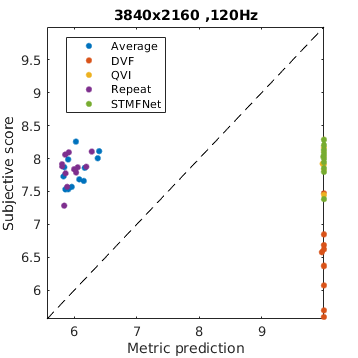 3840x2160 ,120Hz
Average
DVF
QVI
Repeat
STMFNet
Subjective score
9.5
9
8.5
8
7.5
7
6.5
6
6
7
8
9
Metric prediction